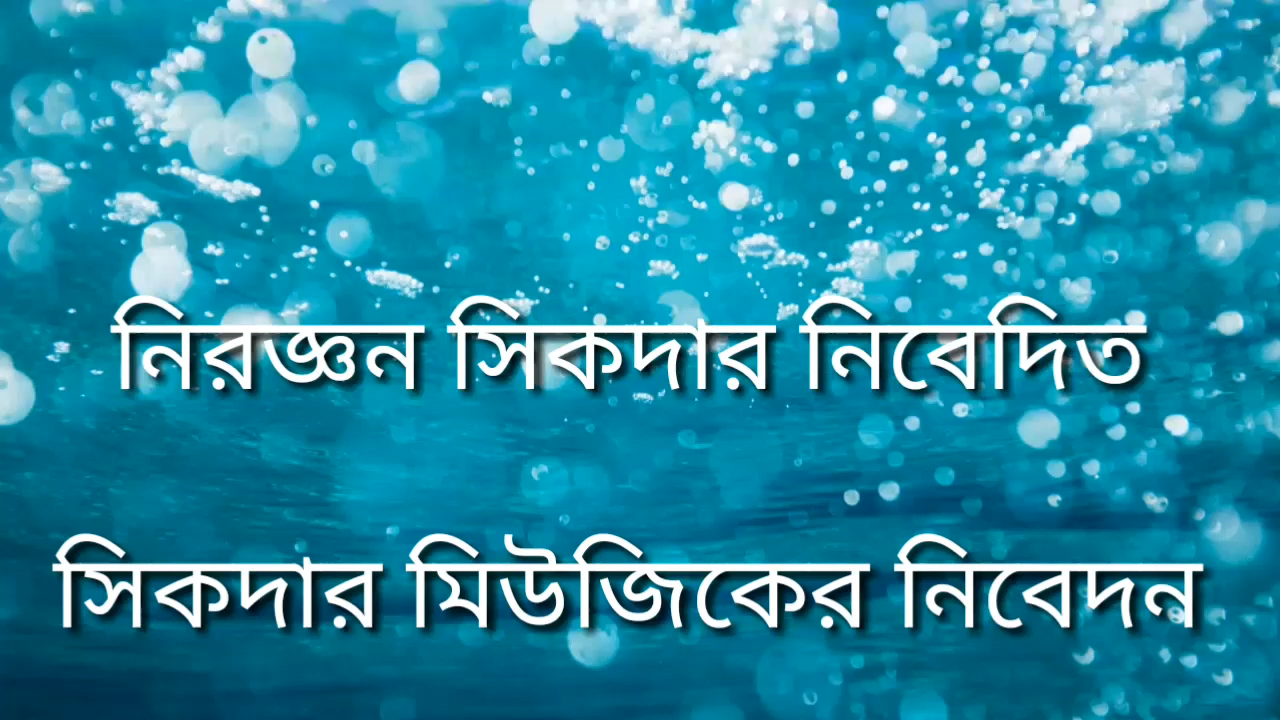 নিরজ্ঞন সিকদার নিবেদিত
সিকদার মিউজিকের নিবেদন